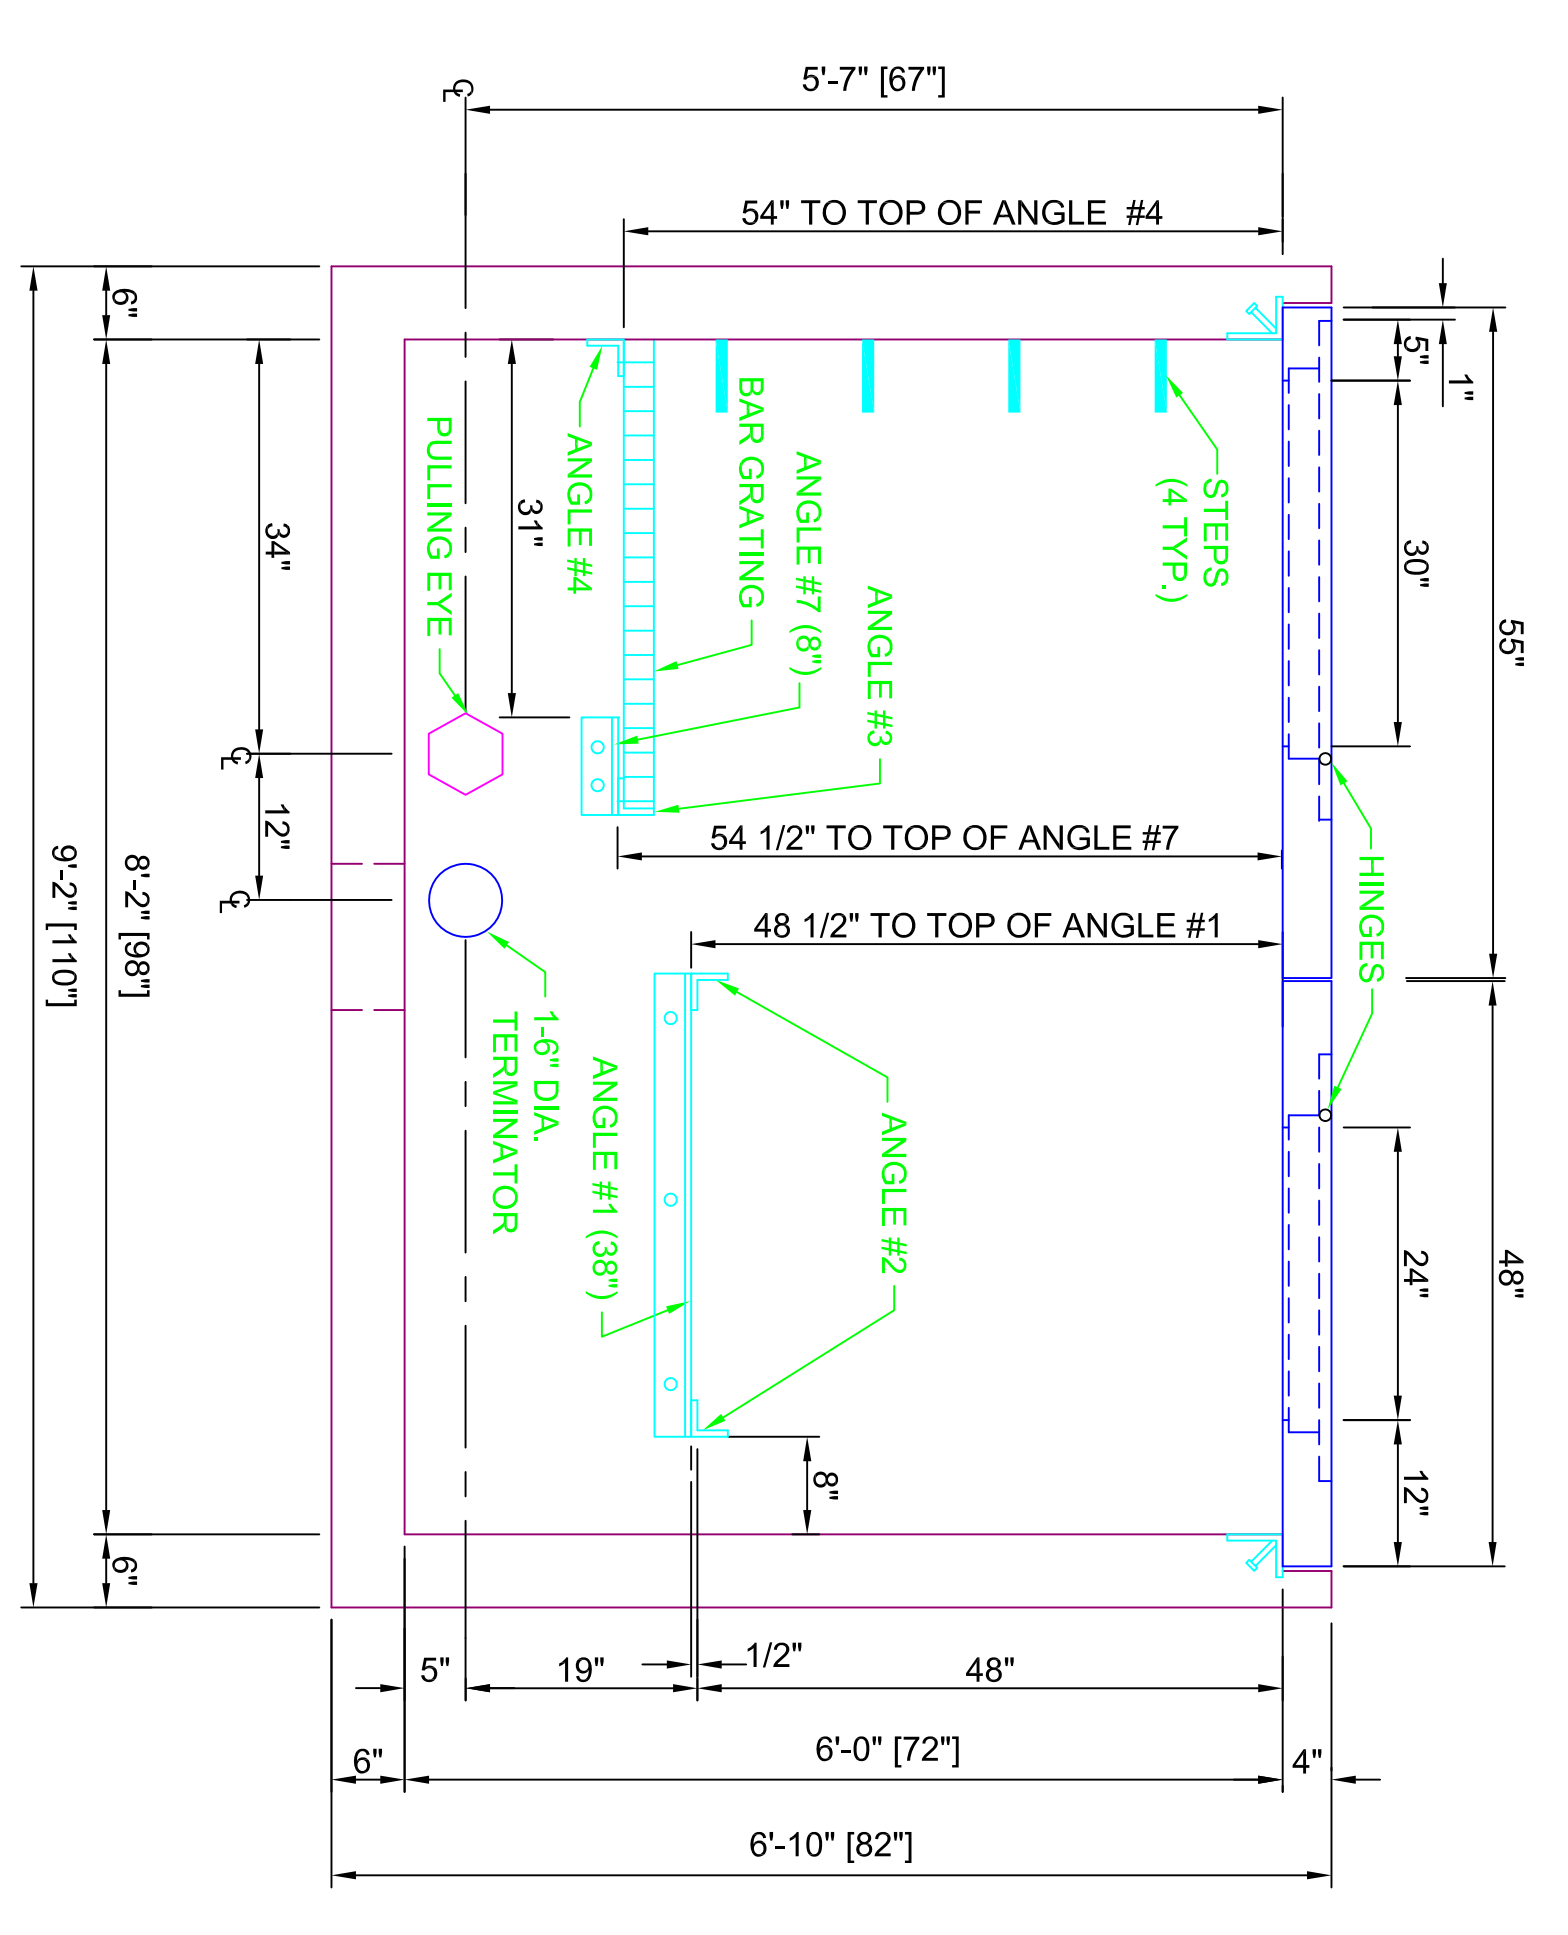 5'-7" [67"]
℄
54" TO TOP OF ANGLE #4
6"
34"
31"
5"
1"
30"
55"
STEPS
(4 TYP.)
BAR GRATING
ANGLE #7 (8")
ANGLE #3
ANGLE #4
PULLING EYE
℄
12"
℄
54 1/2" TO TOP OF ANGLE #7
HINGES
48 1/2" TO TOP OF ANGLE #1
8'-2" [98"]
9'-2" [110"]
1-6" DIA.
TERMINATOR
ANGLE #1 (38")
ANGLE #2
24"
48"
12"
8"
6"
1/2"
5"
19"
48"
6"
6'-0" [72"]
4"
6'-10" [82"]